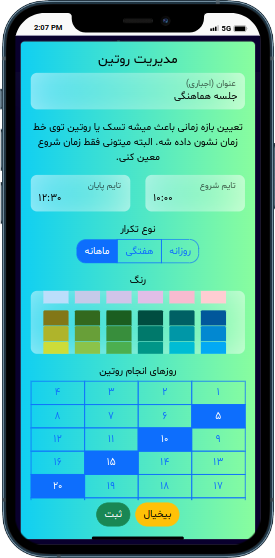 2:07 PM
5G
مدیریت روتین
عنوان (اجباری)
جلسه هماهنگی
تعیین بازه زمانی باعث میشه تسک یا روتین توی خط
زمان نشون داده شه. البته میتونی فقط زمان شروع
معین کنی.
تایم شروع
۱۰:۰۰
تایم پایان
۱۲:۳۰
نوع تکرار
روزانه هفتگی ماهانه
رنگ
روزهای انجام روتین
۱ ۲ ۳ ۴
۵ ۶ ۷ ۸
۹ ۱۰ ۱۱ ۱۲
۱۳ ۱۴ ۱۵ ۱۶
۱۷ ۱۸ ۱۹ ۲۰
بیخیال ثبت